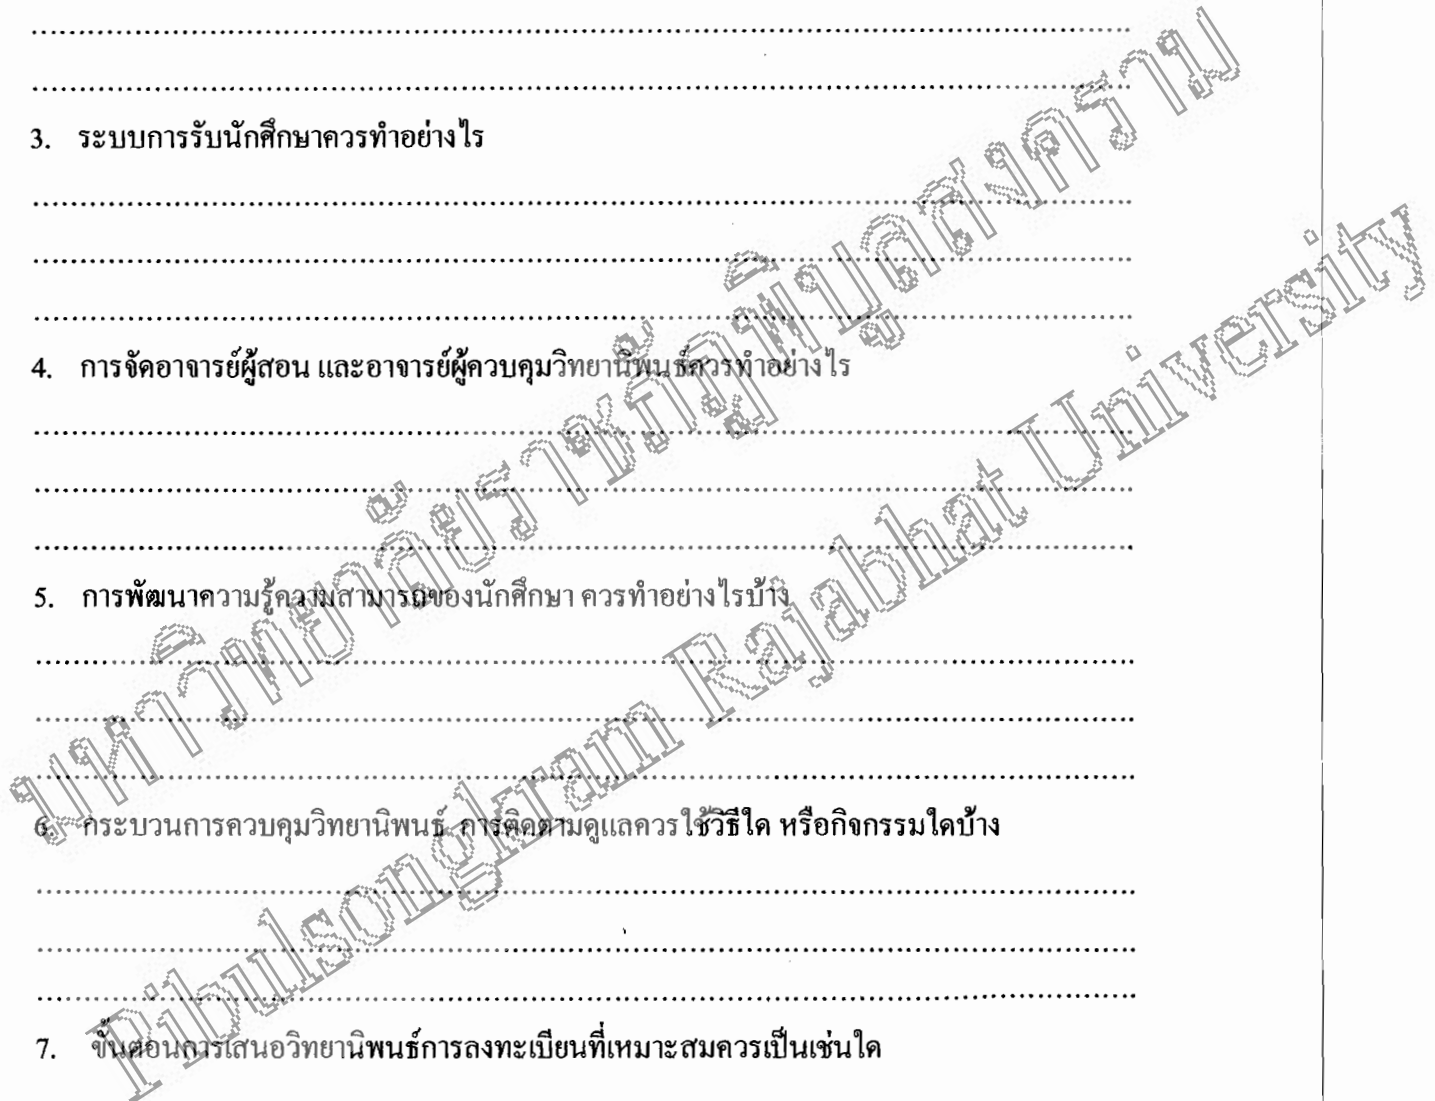 ................................................................................
................................................................................
3. ระบบการรับนักศึกษาควรทำอย่างไร
................................................................................
................................................................................
................................................................................
4. การจัดอาจารย์ผู้สอน และอาจารย์ผู้ควบคุมวิทยานิพนธ์ควรทำอย่างไร
................................................................................
................................................................................
................................................................................
5. การพัฒนาความรู้ความสามารถของนักศึกษา ควรทำอย่างไรบ้าง
................................................................................
................................................................................
................................................................................
6. กระบวนการควบคุมวิทยานิพนธ์ การติดตามดูแลควรใช้วิธีใด หรือกิจกรรมใดบ้าง
................................................................................
................................................................................
................................................................................
7. ขั้นตอนการเสนอวิทยานิพนธ์การลงทะเบียนที่เหมาะสมควรเป็นเช่นใด
มหาวิทยาลัยราชภัฏพิบูลสงคราม
Pibulsongkram Rajabhat University